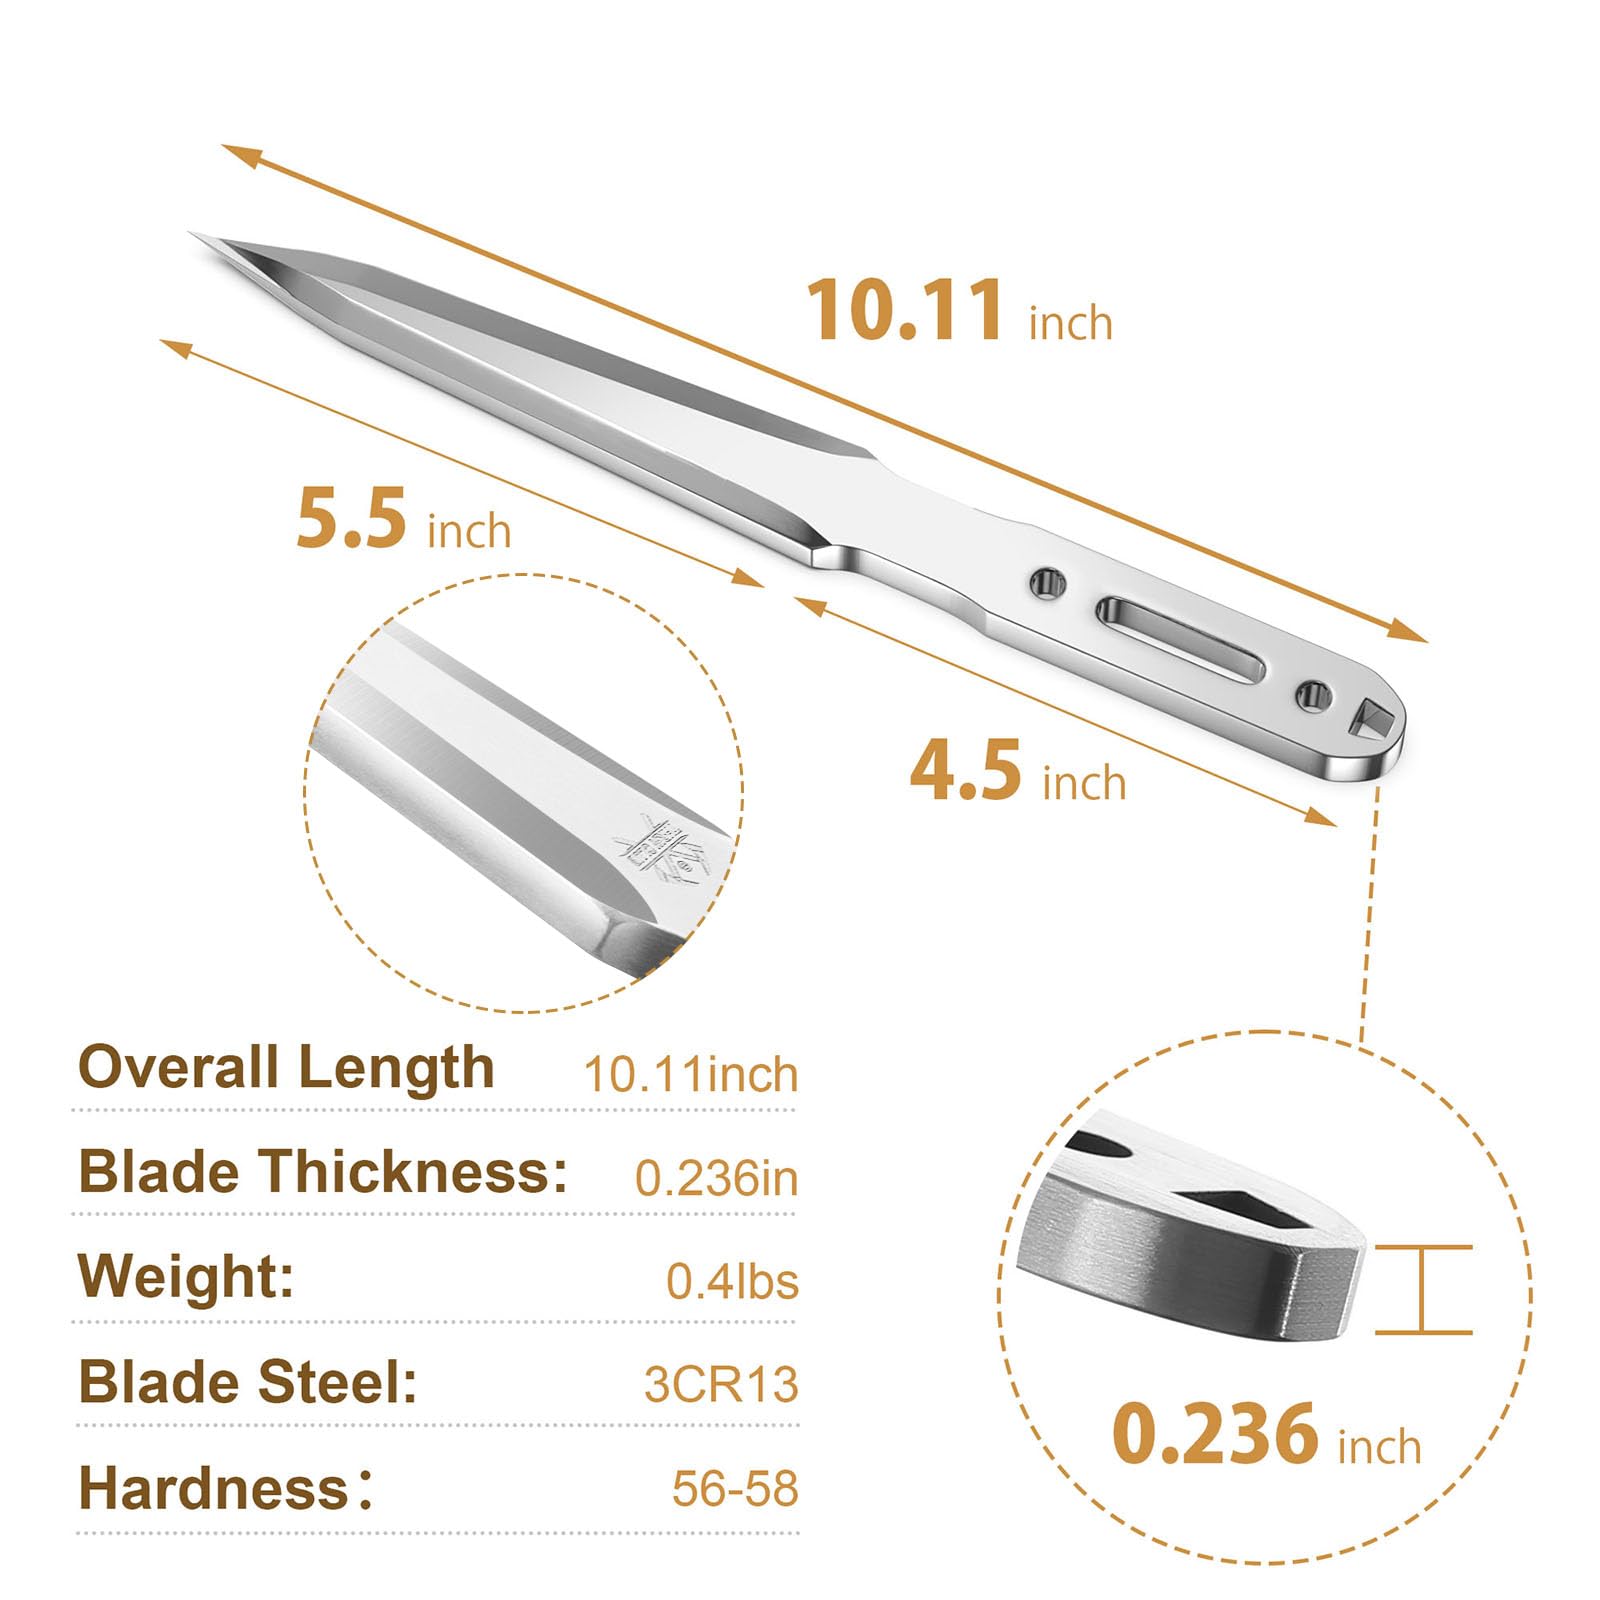 10.11 inch
5.5 inch
4.5 inch
Overall Length 10.11inch
Blade Thickness: 0.236in
Weight: 0.4lbs
Blade Steel: 3CR13
Hardness： 56-58
0.236 inch